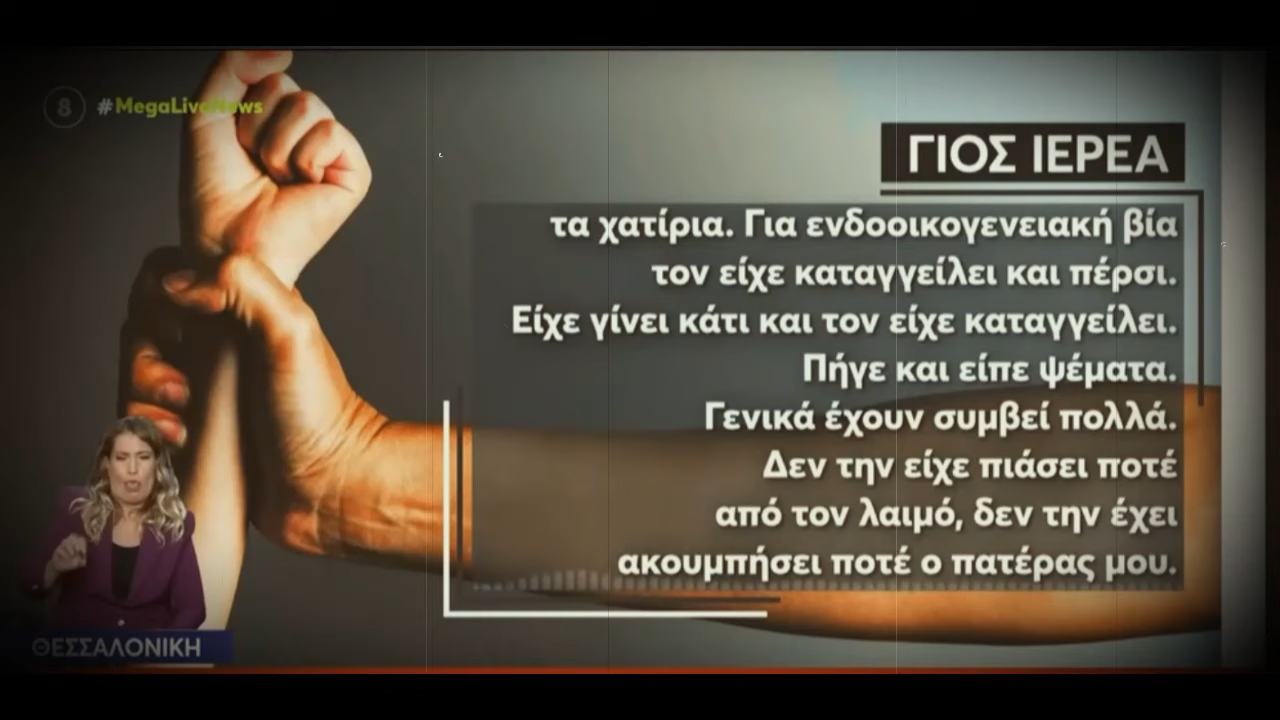 8 #MegaLiveNews
ΓΙΟΣ ΙΕΡΕΑ
τα χατίρια. Για ενδοοικογενειακή βία
τον είχε καταγγείλει και πέρσι.
Είχε γίνει κάτι και τον είχε καταγγείλει.
Πήγε και είπε ψέματα.
Γενικά έχουν συμβεί πολλά.
Δεν την είχε πιάσει ποτέ
από τον λαιμό, δεν την έχει
ακουμπήσει ποτέ ο πατέρας μου.
ΘΕΣΣΑΛΟΝΙΚΗ